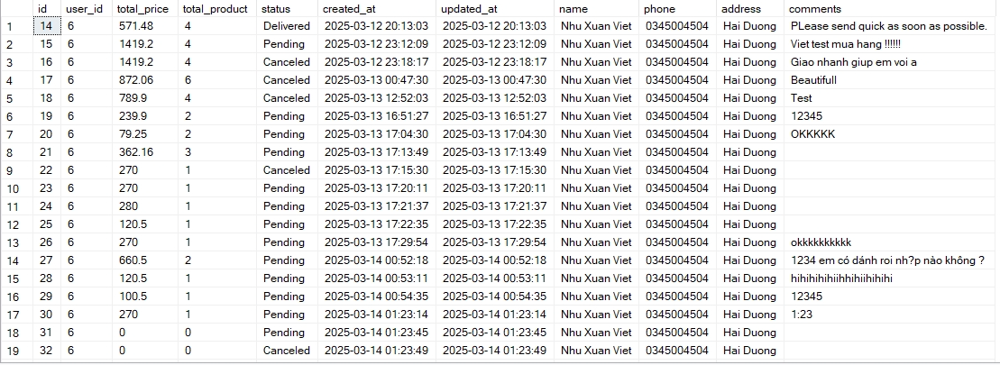 id user_id total_price total_product status created_at updated_at name phone address comments
1 14 6 571.48 4 Delivered 2025-03-12 20:13:03 2025-03-12 20:13:03 Nhu Xuan Viet 0345004504 Hai Duong PLease send quick as soon as possible.
2 15 6 1419.2 4 Pending 2025-03-12 23:12:09 2025-03-12 23:12:09 Nhu Xuan Viet 0345004504 Hai Duong Viet test mua hang !!!!!!
3 16 6 1419.2 4 Canceled 2025-03-12 23:18:17 2025-03-12 23:18:17 Nhu Xuan Viet 0345004504 Hai Duong Giao nhanh giup em voi a
4 17 6 872.06 6 Canceled 2025-03-13 00:47:30 2025-03-13 00:47:30 Nhu Xuan Viet 0345004504 Hai Duong Beautifull
5 18 6 789.9 4 Canceled 2025-03-13 12:52:03 2025-03-13 12:52:03 Nhu Xuan Viet 0345004504 Hai Duong Test
6 19 6 239.9 2 Pending 2025-03-13 16:51:27 2025-03-13 16:51:27 Nhu Xuan Viet 0345004504 Hai Duong 12345
7 20 6 79.25 2 Pending 2025-03-13 17:04:30 2025-03-13 17:04:30 Nhu Xuan Viet 0345004504 Hai Duong OKKKKK
8 21 6 362.16 3 Pending 2025-03-13 17:13:49 2025-03-13 17:13:49 Nhu Xuan Viet 0345004504 Hai Duong
9 22 6 270 1 Canceled 2025-03-13 17:15:30 2025-03-13 17:15:30 Nhu Xuan Viet 0345004504 Hai Duong
10 23 6 270 1 Pending 2025-03-13 17:20:11 2025-03-13 17:20:11 Nhu Xuan Viet 0345004504 Hai Duong
11 24 6 280 1 Pending 2025-03-13 17:21:37 2025-03-13 17:21:37 Nhu Xuan Viet 0345004504 Hai Duong
12 25 6 120.5 1 Pending 2025-03-13 17:22:35 2025-03-13 17:22:35 Nhu Xuan Viet 0345004504 Hai Duong
13 26 6 270 1 Pending 2025-03-13 17:29:54 2025-03-13 17:29:54 Nhu Xuan Viet 0345004504 Hai Duong okkkkkkkkkk
14 27 6 660.5 2 Pending 2025-03-14 00:52:18 2025-03-14 00:52:18 Nhu Xuan Viet 0345004504 Hai Duong 1234 em có dánh roi nh?p nào không ?
15 28 6 120.5 1 Pending 2025-03-14 00:53:11 2025-03-14 00:53:11 Nhu Xuan Viet 0345004504 Hai Duong hihihihihiihhihiihihihi
16 29 6 100.5 1 Pending 2025-03-14 00:54:35 2025-03-14 00:54:35 Nhu Xuan Viet 0345004504 Hai Duong 12345
17 30 6 270 1 Pending 2025-03-14 01:23:14 2025-03-14 01:23:14 Nhu Xuan Viet 0345004504 Hai Duong 1:23
18 31 6 0 0 Pending 2025-03-14 01:23:45 2025-03-14 01:23:45 Nhu Xuan Viet 0345004504 Hai Duong
19 32 6 0 0 Canceled 2025-03-14 01:23:49 2025-03-14 01:23:49 Nhu Xuan Viet 0345004504 Hai Duong